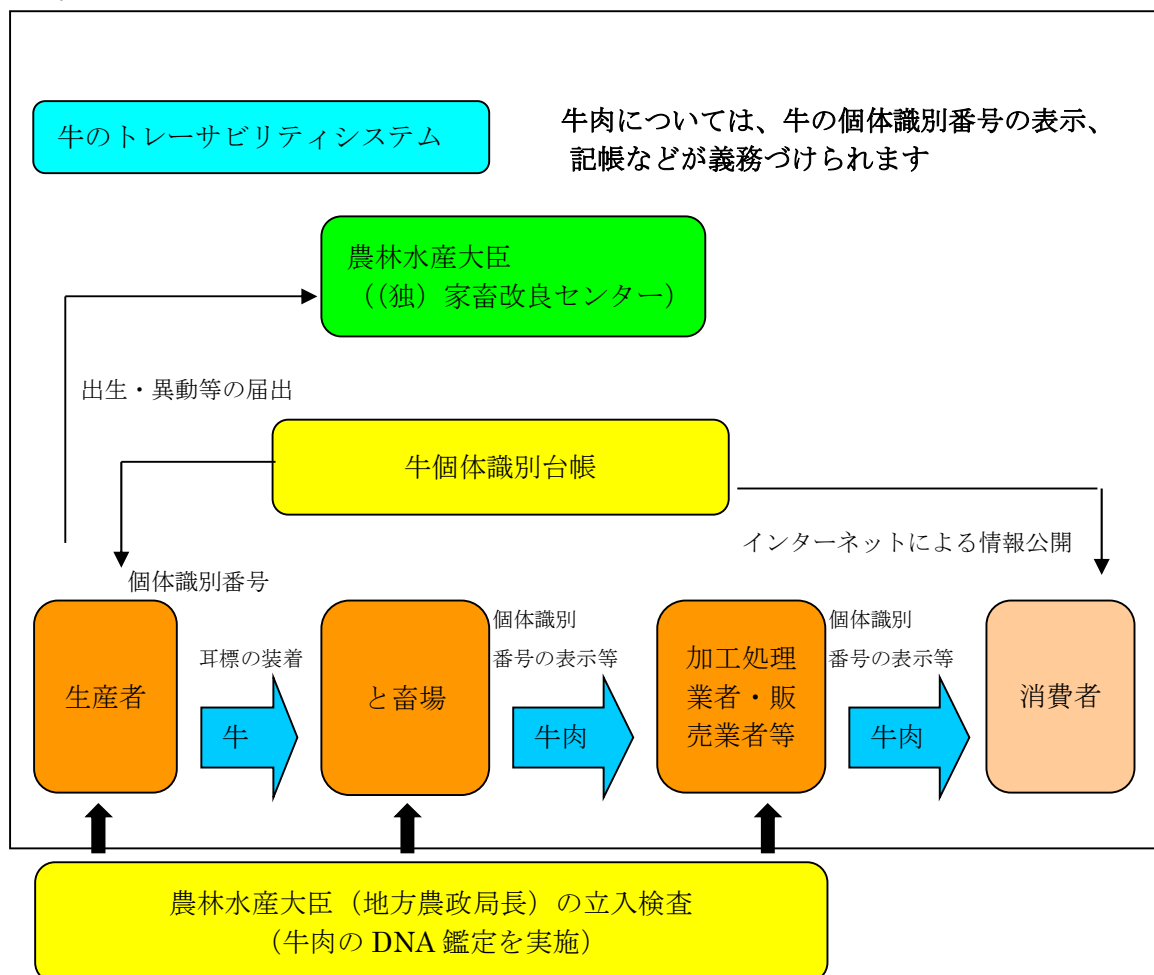 牛のトレーサビリティシステム
牛肉については、牛の個体識別番号の表示、
記帳などが義務づけられます
農林水産大臣
((独)家畜改良センター)
出生・異動等の届出
牛個体識別台帳
インターネットによる情報公開
個体識別番号
生産者
耳標の装着
牛
と畜場
個体識別
番号の表示等
牛肉
加工処理
業者・販
売業者等
個体識別
番号の表示等
牛肉
消費者
農林水産大臣(地方農政局長)の立入検査
(牛肉の DNA 鑑定を実施)